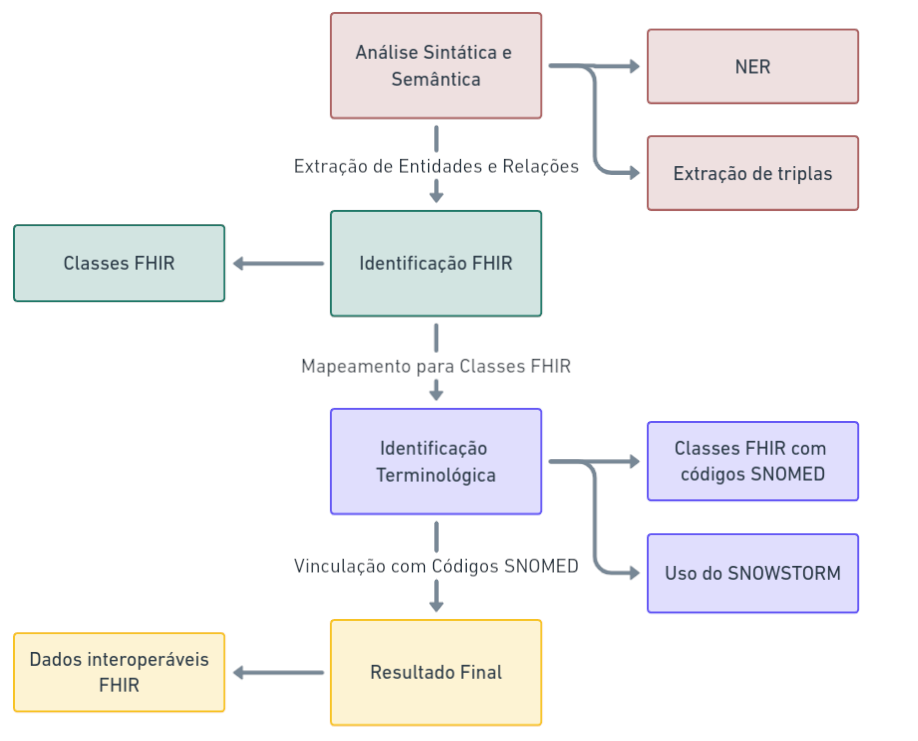 Análise Sintática e
Semântica
NER
Extração de triplas
Extração de Entidades e Relações
Classes FHIR
Identificação FHIR
Mapeamento para Classes FHIR
Identificação
Terminológica
Classes FHIR com
códigos SNOMED
Uso do SNOWSTORM
Vinculação com Códigos SNOMED
Dados interoperáveis
FHIR
Resultado Final